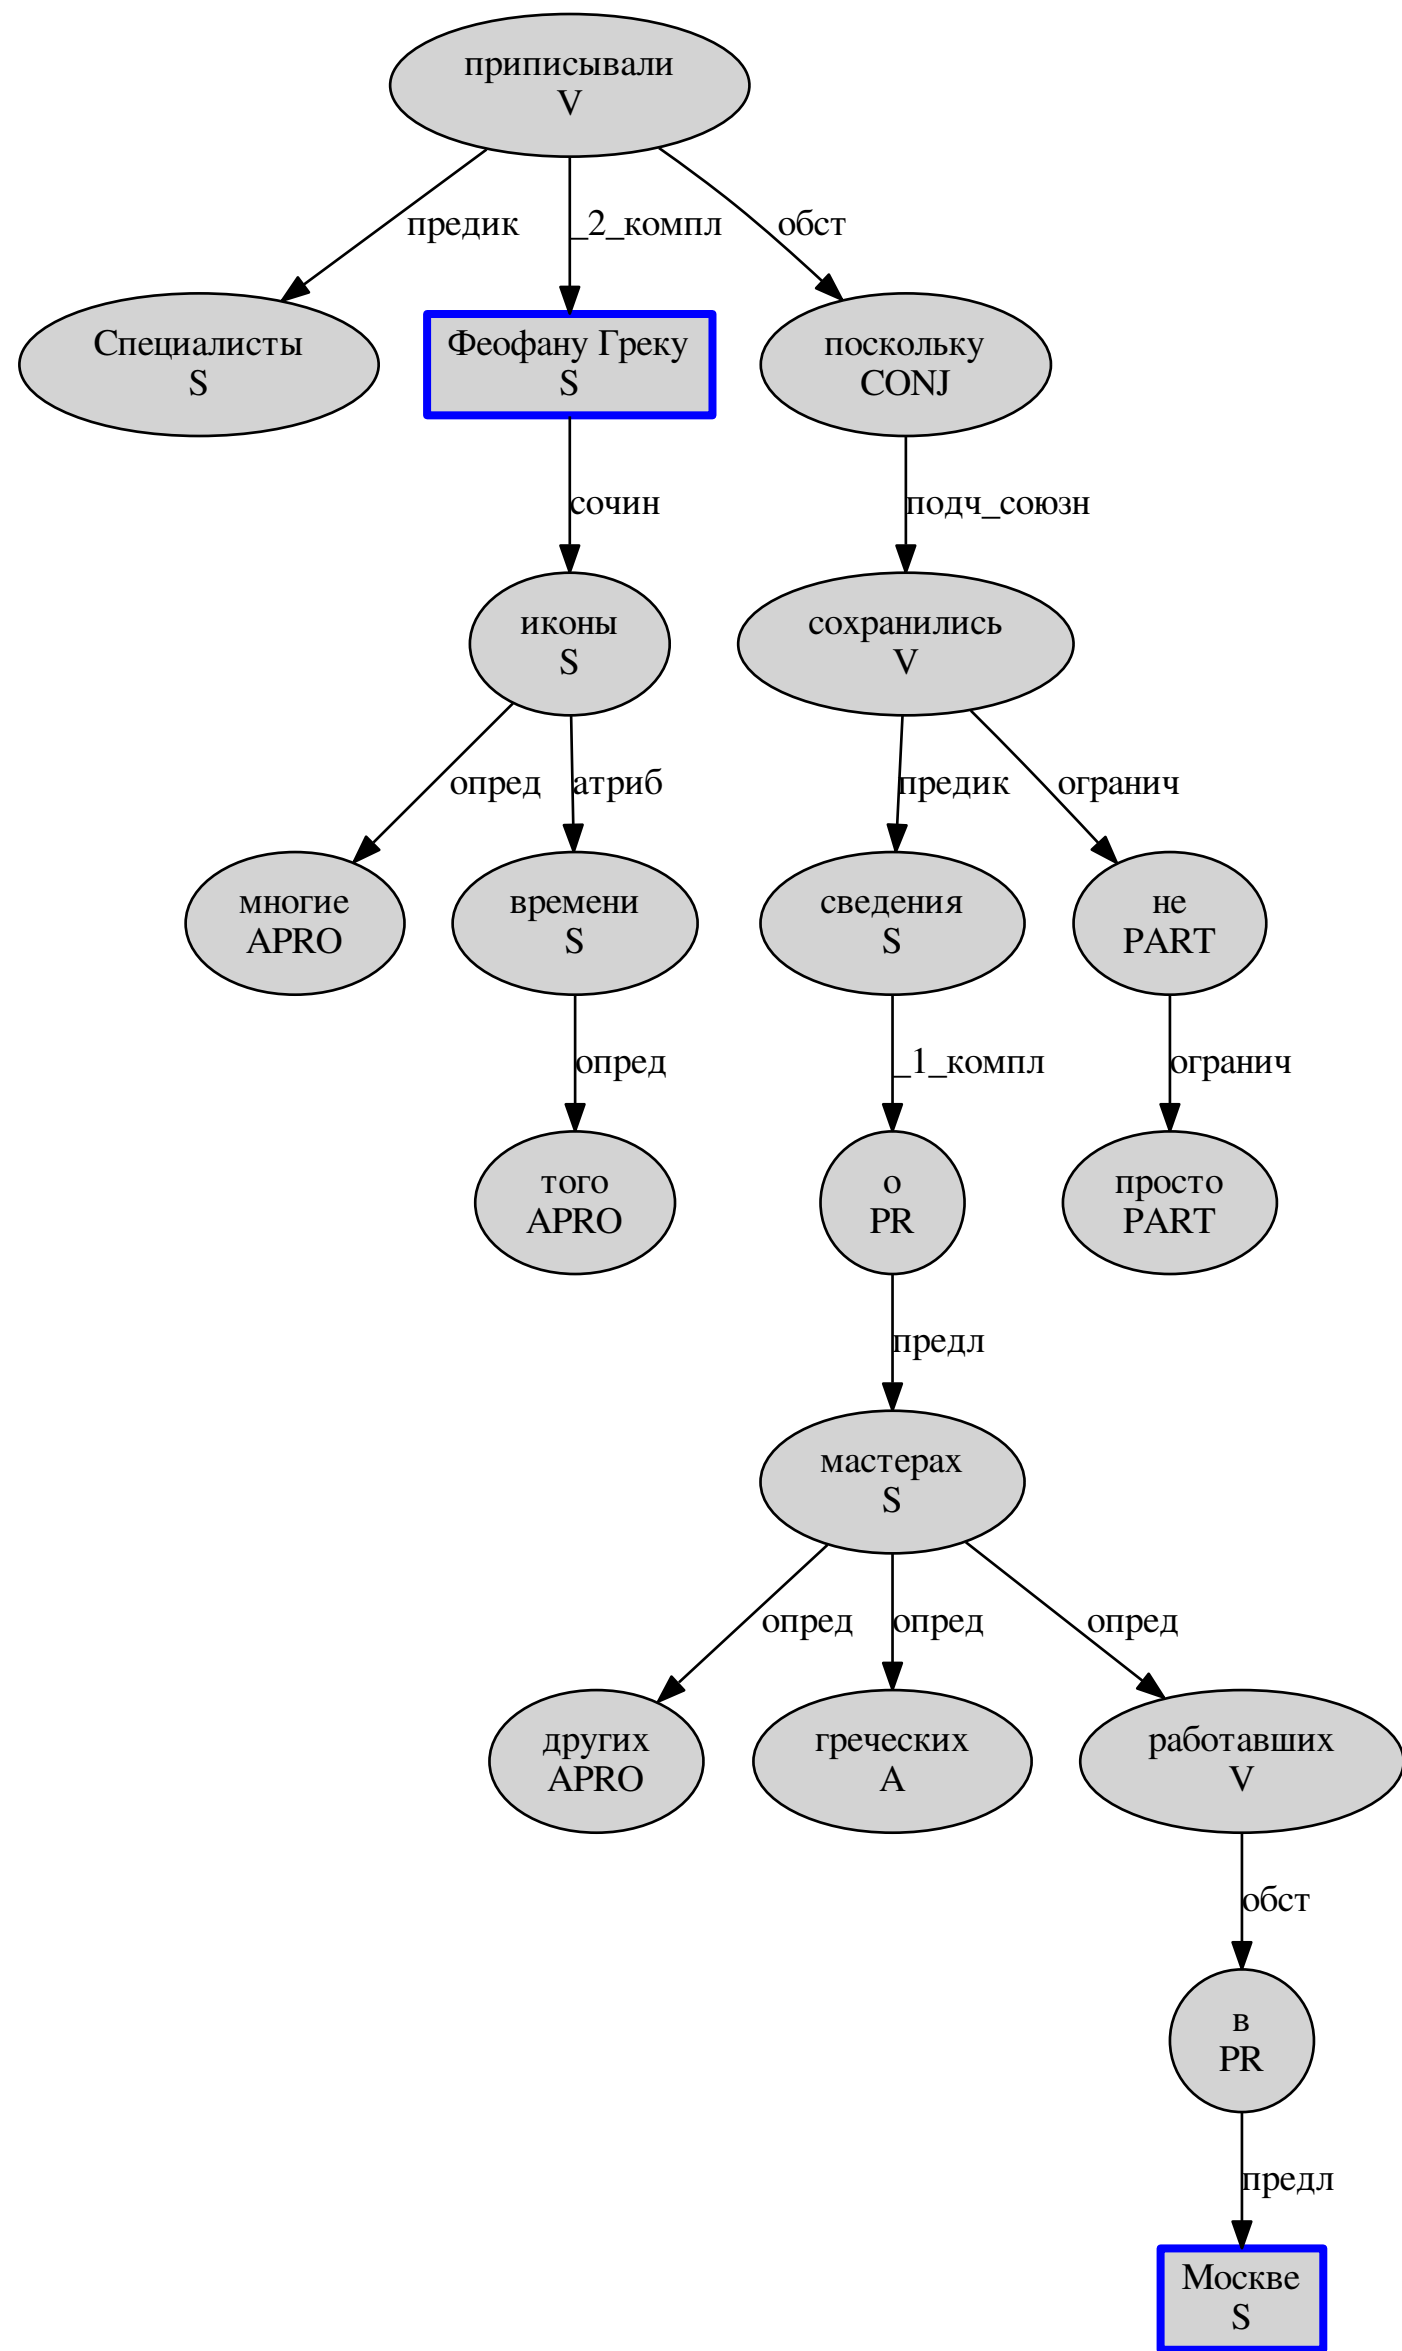 приписывали
V
предик
_2_компл
обст
Специалисты
S
Феофану Греку
S
поскольку
CONJ
сочин
подч_союзн
иконы
S
сохранились
V
опред
атриб
предик
огранич
многие
APRO
времени
S
сведения
S
не
PART
опред
_1_компл
огранич
того
APRO
о
PR
просто
PART
предл
мастерах
S
опред
опред
опред
других
APRO
греческих
A
работавших
V
обст
в
PR
предл
Москве
S